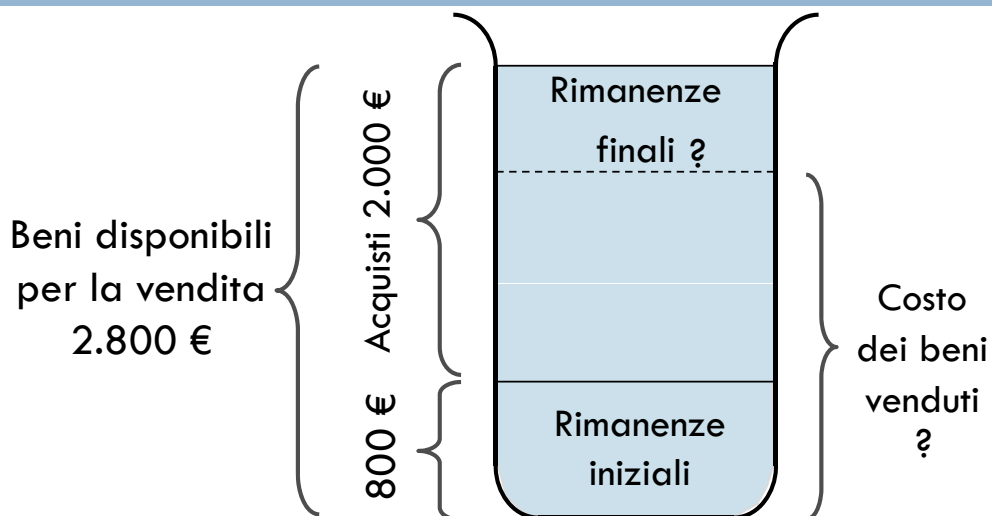 Beni disponibili
per la vendita
2.800 €
Acquisti 2.000 €
800 €
Rimanenze
finali ?
Rimanenze
iniziali
Costo
dei beni
venduti
?